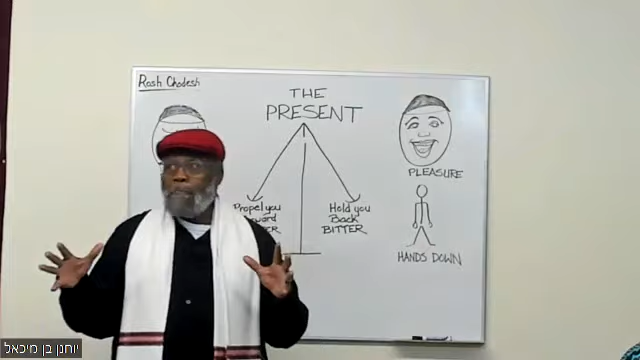 Rosh Chodesh
THE
PRESENT
Propel you
Hold you
Back
BITTER
PLEASURE
HANDS DOWN
יוחנן בן מיכאל